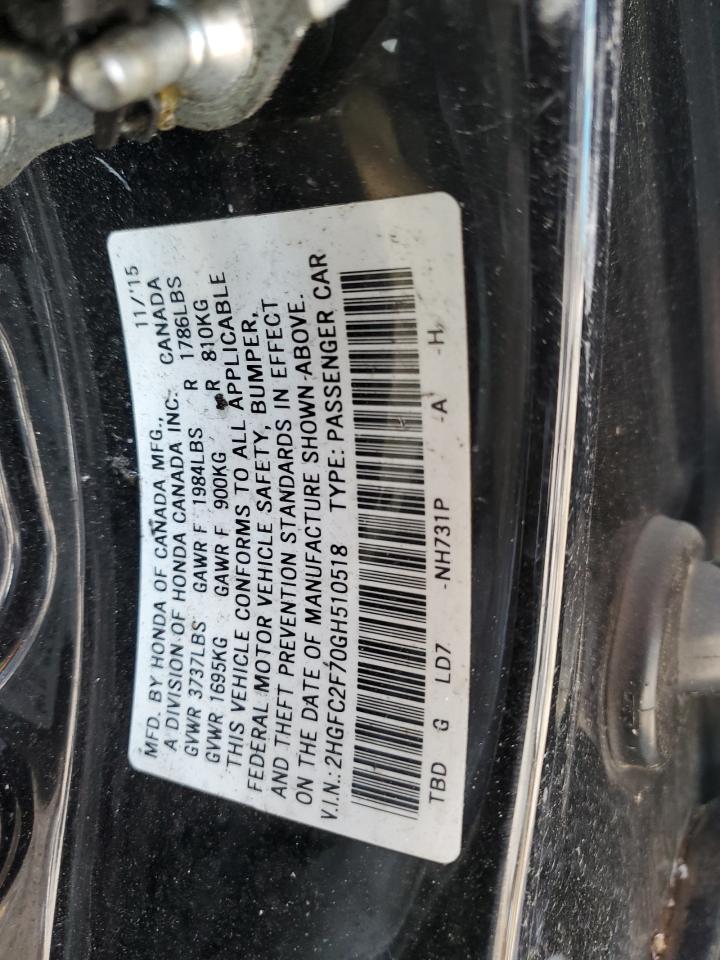 MFD. BY HONDA OF CANADA MFG., 11/'15
A DIVISION OF HONDA CANADA INC. CANADA
GVWR 3737LBS GAWR F 1984LBS R 1786LBS
GVWR 1695KG GAWR F 900KG R 810KG
THIS VEHICLE CONFORMS TO ALL APPLICABLE
FEDERAL MOTOR VEHICLE SAFETY, BUMPER,
AND THEFT PREVENTION STANDARDS IN EFFECT
ON THE DATE OF MANUFACTURE SHOWN ABOVE.
V.I.N.: 2HGFC2F70GH510518 TYPE: PASSENGER CAR
TBD G LD7 -NH731P -A -H